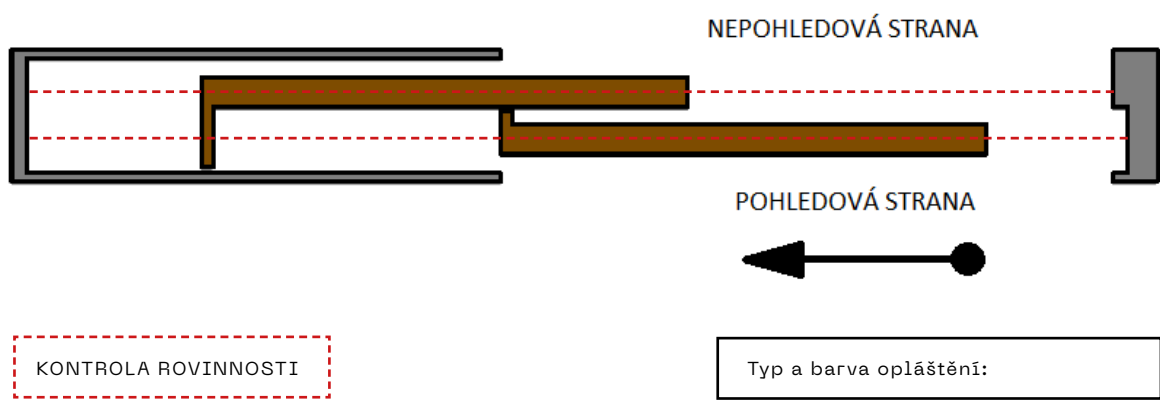 NEPOHLEDOVÁ STRANA
POHLEDOVÁ STRANA
KONTROLA ROVINNOSTI
Typ a barva opláštění: